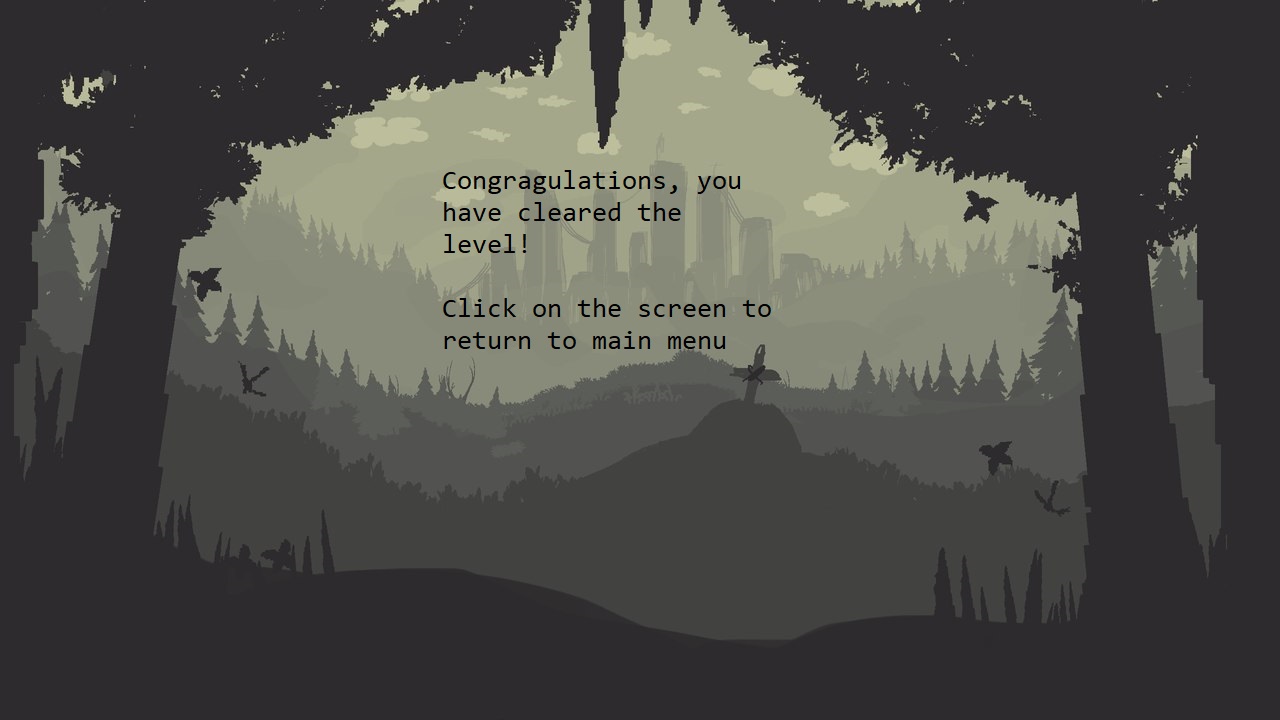 Congragulations, you
have cleared the
level!
Click on the screen to
return to main menu